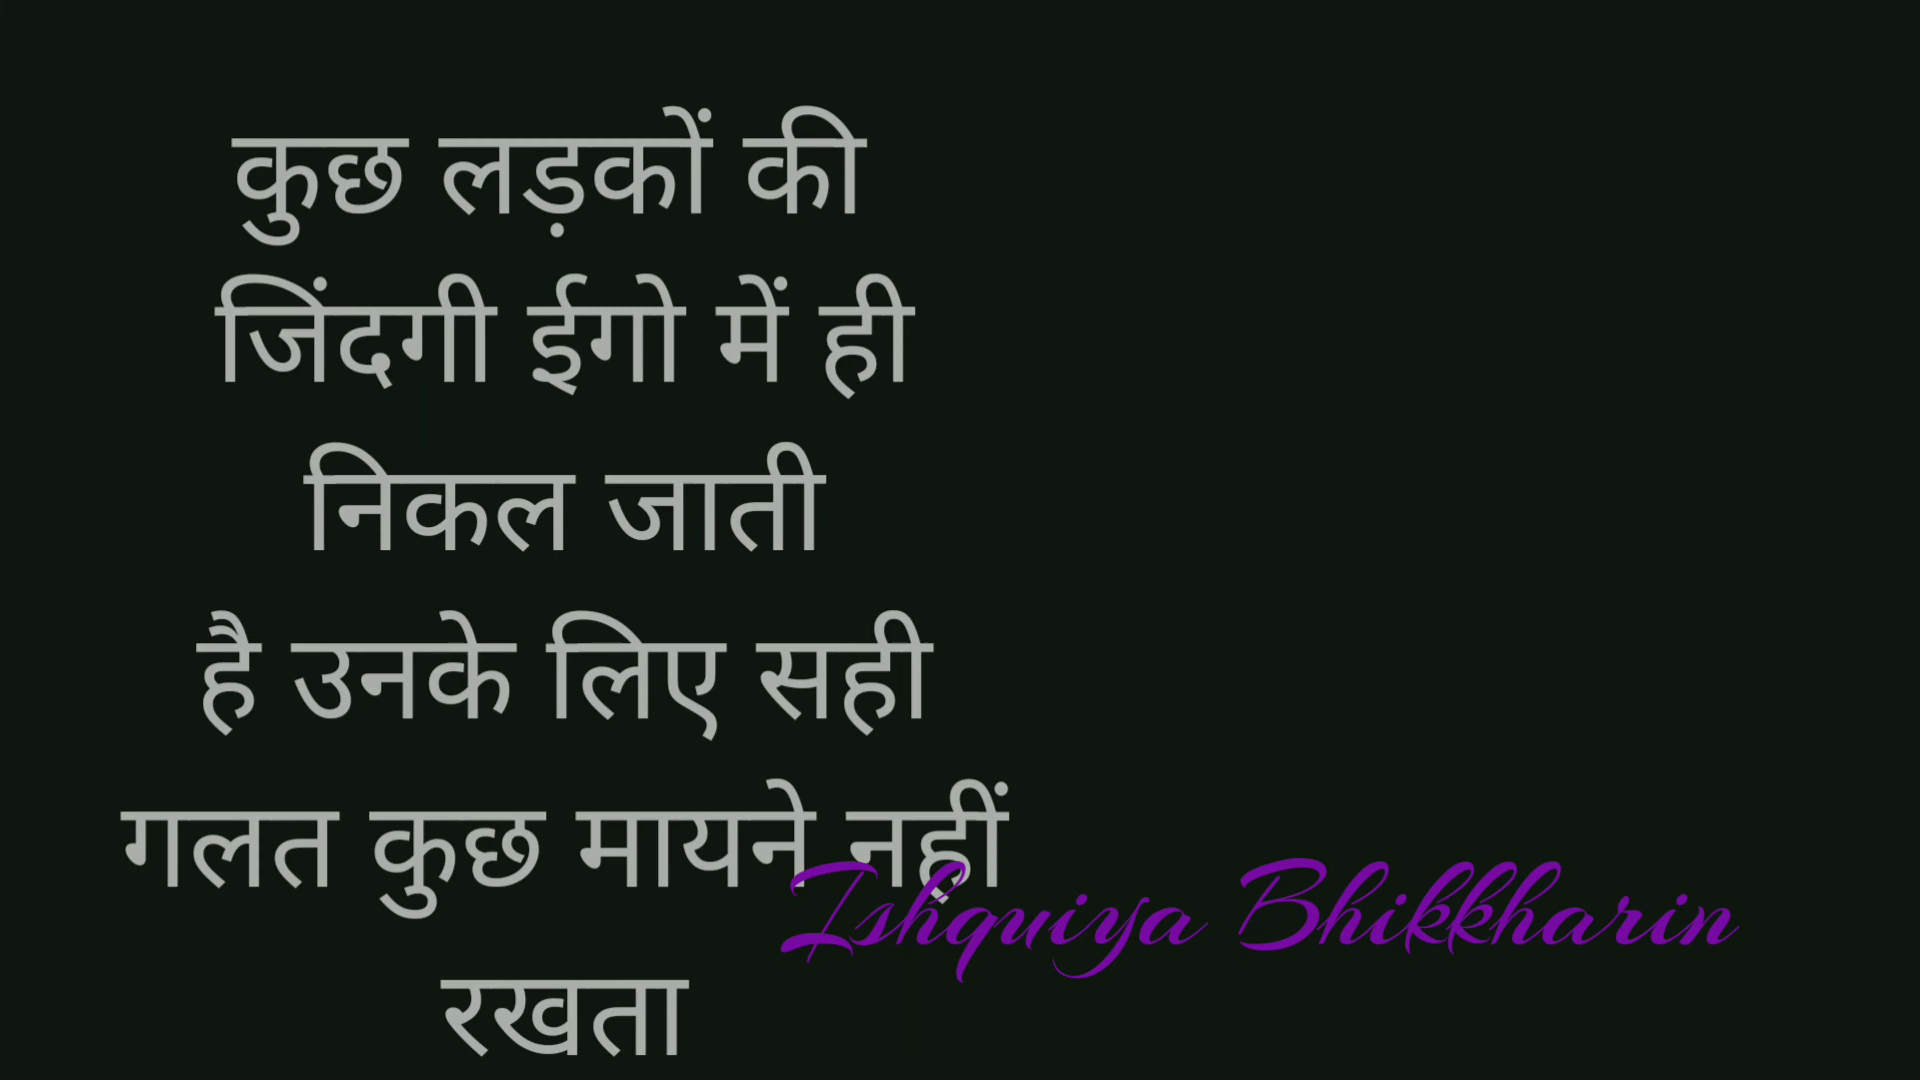 कुछ लड़कों की
जिंदगी ईगो में ही
निकल जाती
है उनके लिए सही
गलत कुछ मायने नहीं
Ishquiya Bhikkharin
रखता